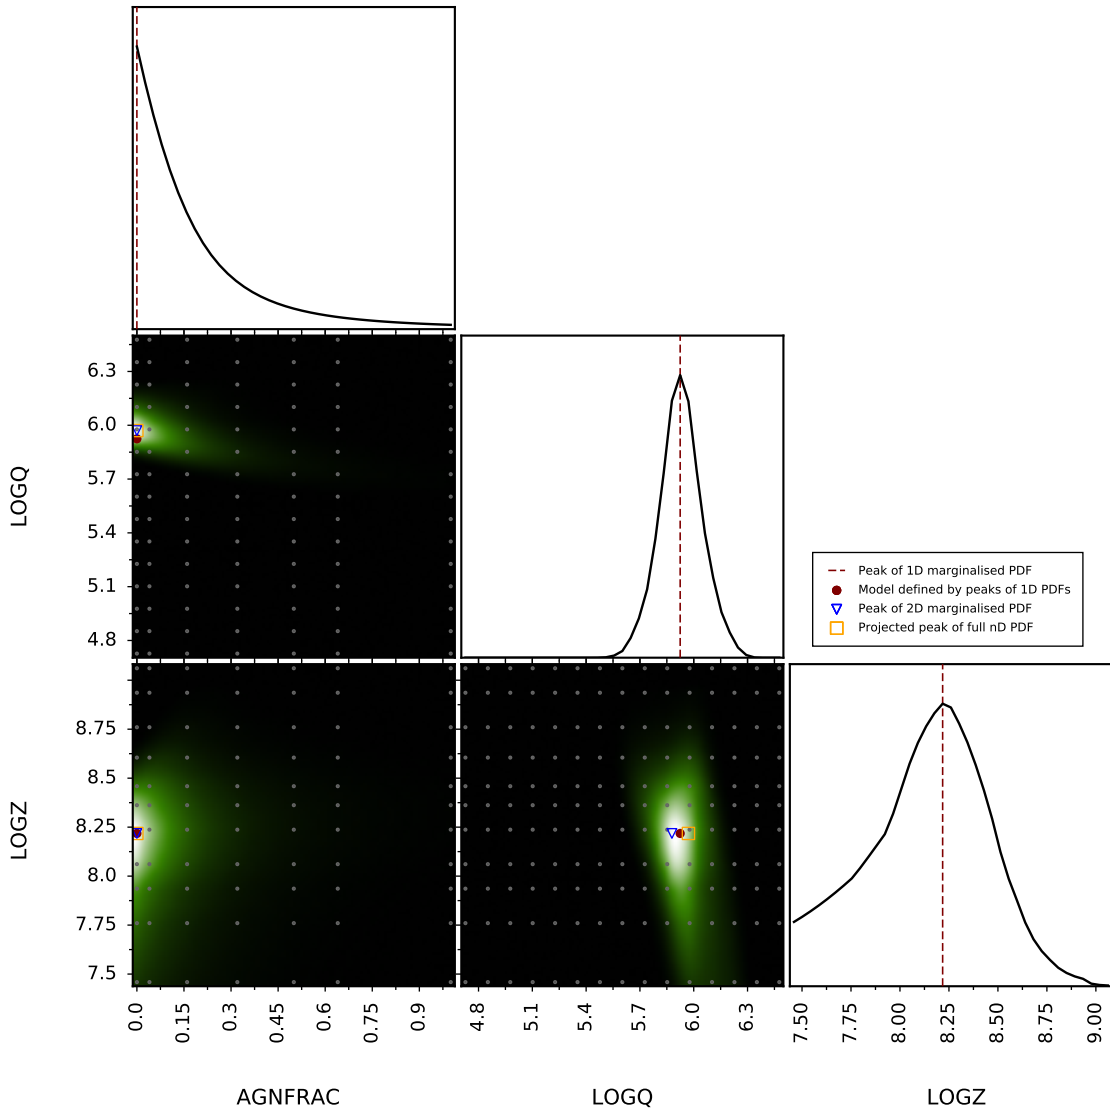 6.3
6.0
5.7
5.4
5.1
4.8
LOGQ
Peak of 1D marginalised PDF
Model defined by peaks of 1D PDFs
Peak of 2D marginalised PDF
Projected peak of full nD PDF
8.75
8.5
8.25
8.0
7.75
7.5
LOGZ
0.0 0.15 0.3 0.45 0.6 0.75 0.9
4.8 5.1 5.4 5.7 6.0 6.3
7.50 7.75 8.00 8.25 8.50 8.75 9.00
AGNFRAC LOGQ LOGZ